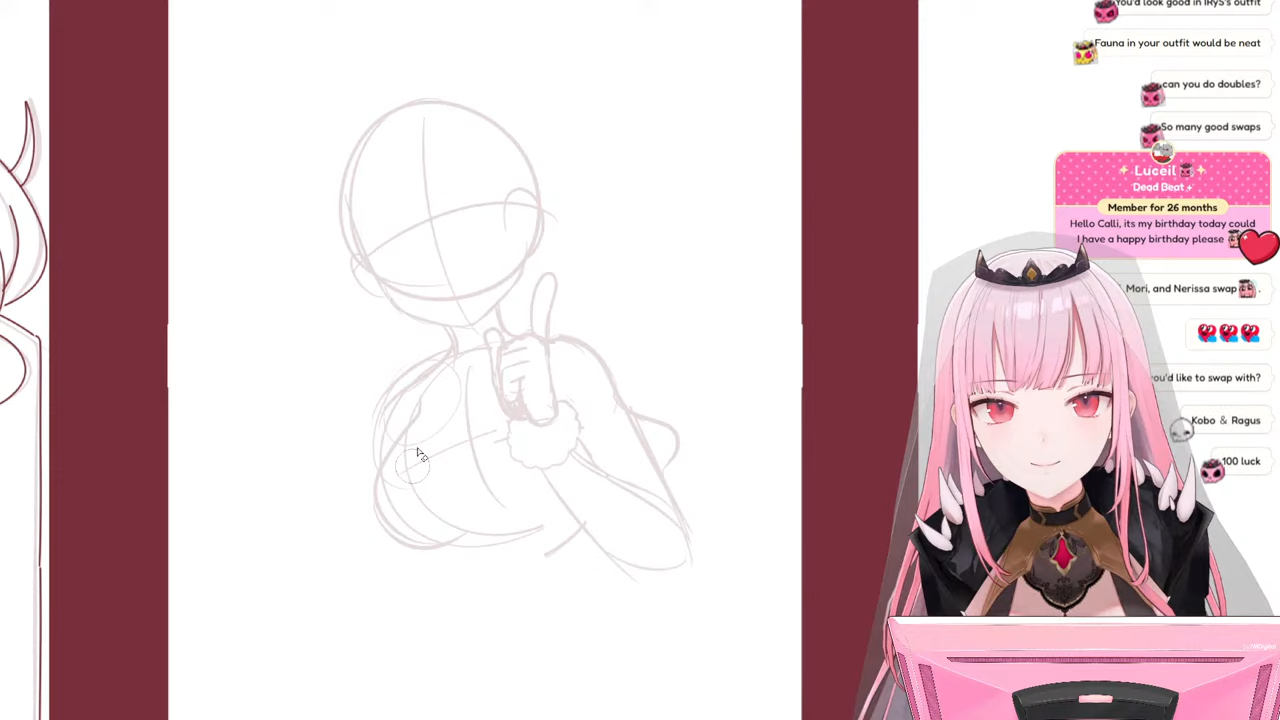 You'd look good in IRyS's outfit
Fauna in your outfit would be neat
can you do doubles?
So many good swaps
Luceil
Dead Beat
Member for 26 months
Hello Calli, its my birthday today could
I have a happy birthday please
Mori, and Nerissa swap .
you'd like to swap with?
Kobo & Ragus
100 luck